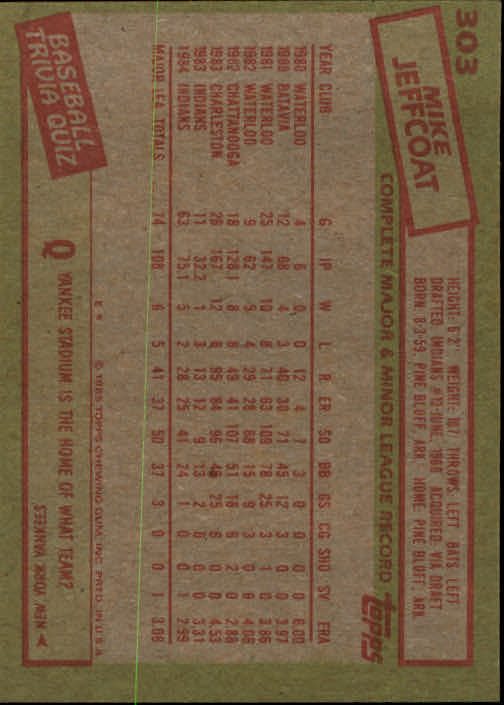 303
MIKE
JEFFCOAT
HEIGHT: 6'2" WEIGHT: 187 THROWS: LEFT BATS: LEFT
DRAFTED: INDIANS #13-JUNE, 1980 ACQUIRED: VIA DRAFT
BORN: 8-3-59, PINE BLUFF, ARK. HOME: PINE BLUFF, ARK.
COMPLETE MAJOR & MINOR LEAGUE RECORD topps
YEAR CLUB G IP W L R ER SO BB GS CG SHO SV ERA
1980 WATERLOO 4 6 0 0 12 4 7 3 0 0 0 0 6.00
1980 BATAVIA 12 68 4 3 40 30 71 45 12 3 0 0 3.97
1981 WATERLOO 25 147 10 8 71 63 109 78 25 3 1 0 3.86
1982 WATERLOO 9 62 5 4 29 28 68 15 9 3 0 0 4.06
1982 CHATTANOOGA 18 128.1 8 8 49 41 107 51 18 8 2 0 2.88
1983 CHARLESTON 26 167 12 8 95 84 96 46 25 6 0 0 4.53
1983 INDIANS 11 32.2 1 3 13 12 9 13 2 0 0 0 3.31
1984 INDIANS 63 75.1 5 2 28 25 41 24 1 0 0 1 2.99
MAJOR LEA. TOTALS 74 108 6 5 41 37 50 37 3 0 0 1 3.08
E* © 1985 TOPPS CHEWING GUM, INC. PRTD. IN U.S.A.
BASEBALL
TRIVIA QUIZ
Q YANKEE STADIUM IS THE HOME OF WHAT TEAM?
NEW YORK YANKEES